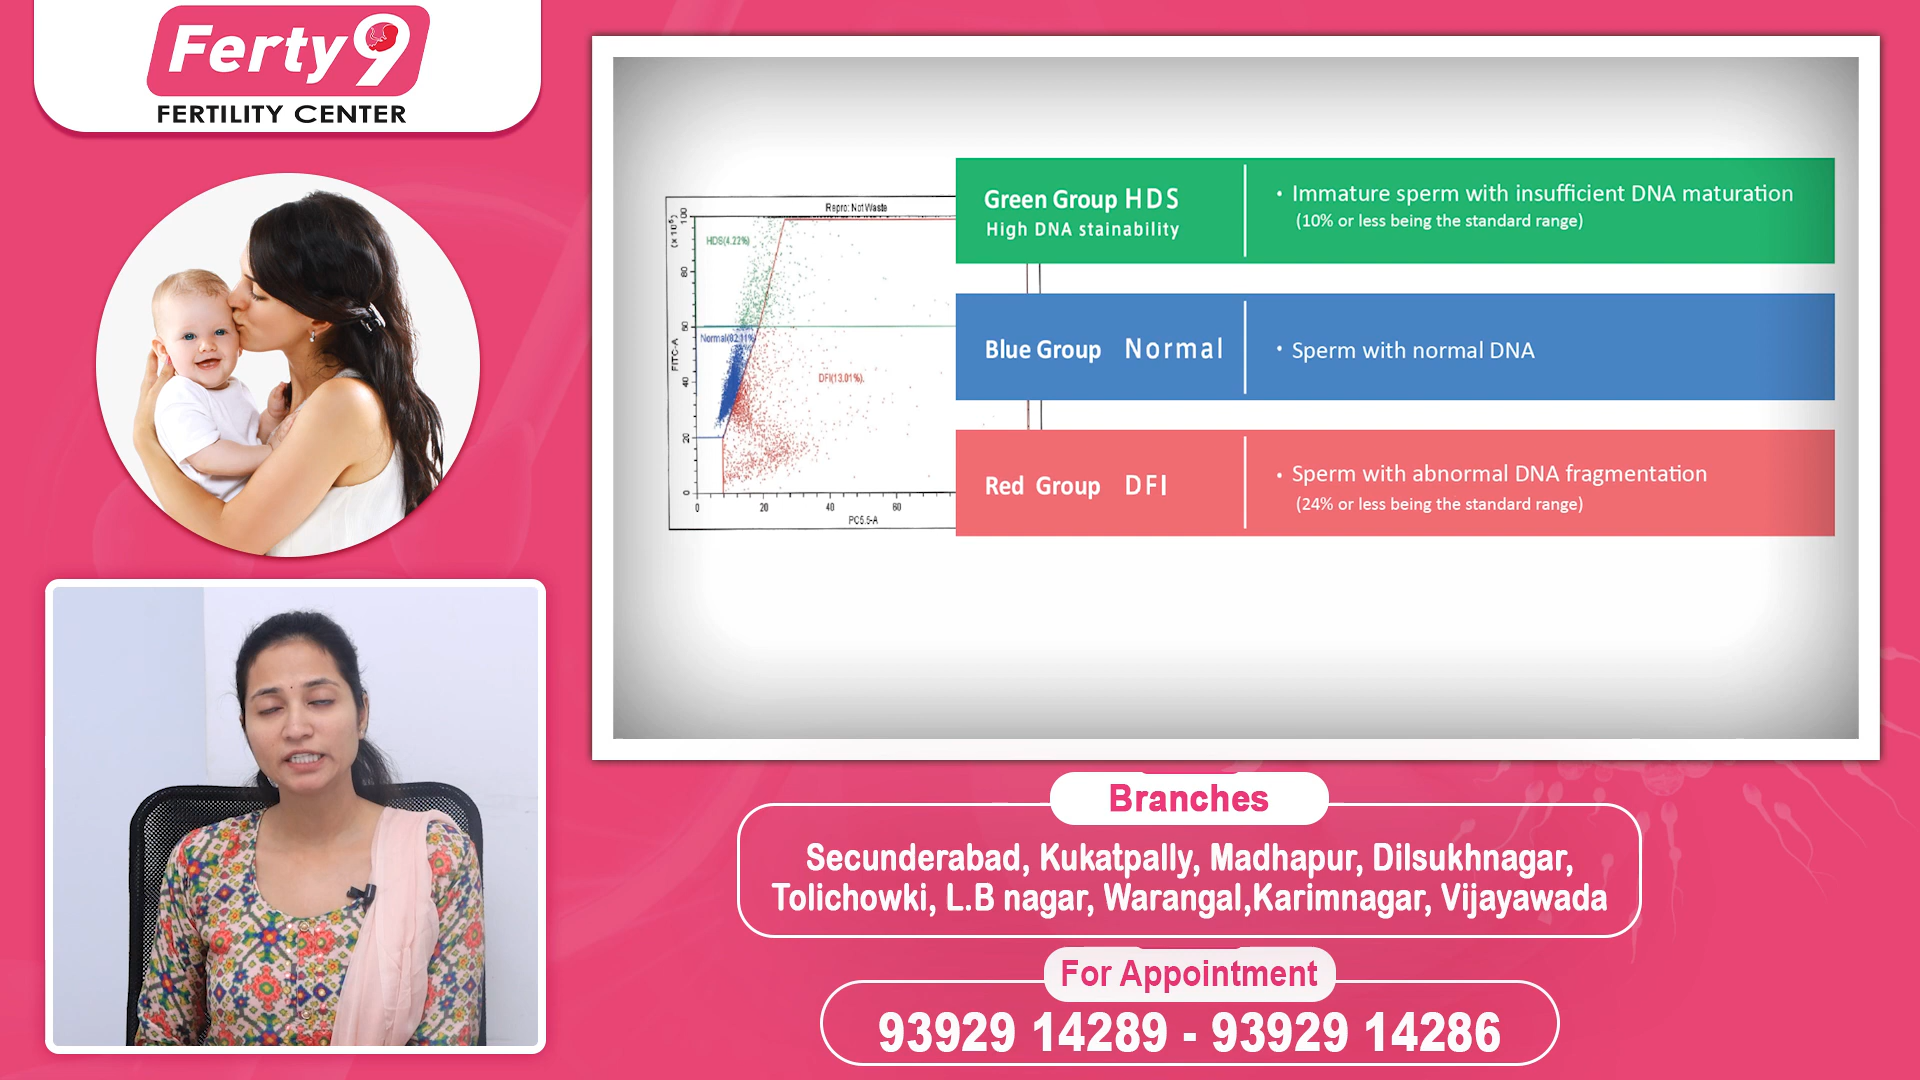 Ferty9
FERTILITY CENTER
Repro: Not Waste
(x 10⁵)
100
80
60
40
20
0
FITC-A
HDS(4.22%)
Normal(82.11%)
DFI(13.01%).
0
20
40
60
PC5.5-A
Green Group HDS
High DNA stainability
• Immature sperm with insufficient DNA maturation
(10% or less being the standard range)
Blue Group Normal
• Sperm with normal DNA
Red Group DFI
• Sperm with abnormal DNA fragmentation
(24% or less being the standard range)
Branches
Secunderabad, Kukatpally, Madhapur, Dilsukhnagar,
Tolichowki, L.B nagar, Warangal,Karimnagar, Vijayawada
For Appointment
93929 14289 - 93929 14286